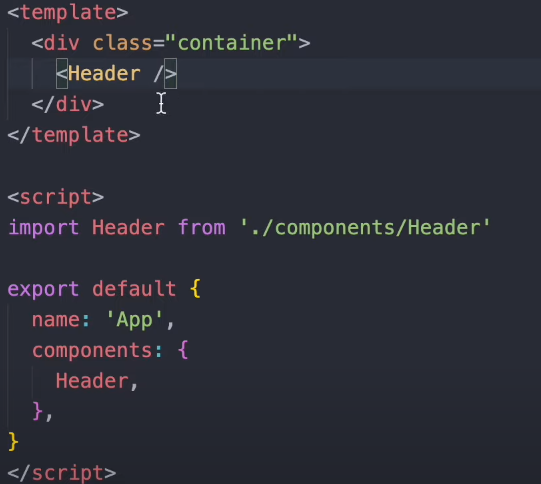 <template>
  <div class="container">
    <Header />
  </div>
</template>

<script>
import Header from './components/Header'

export default {
  name: 'App',
  components: {
    Header,
  },
}
</script>